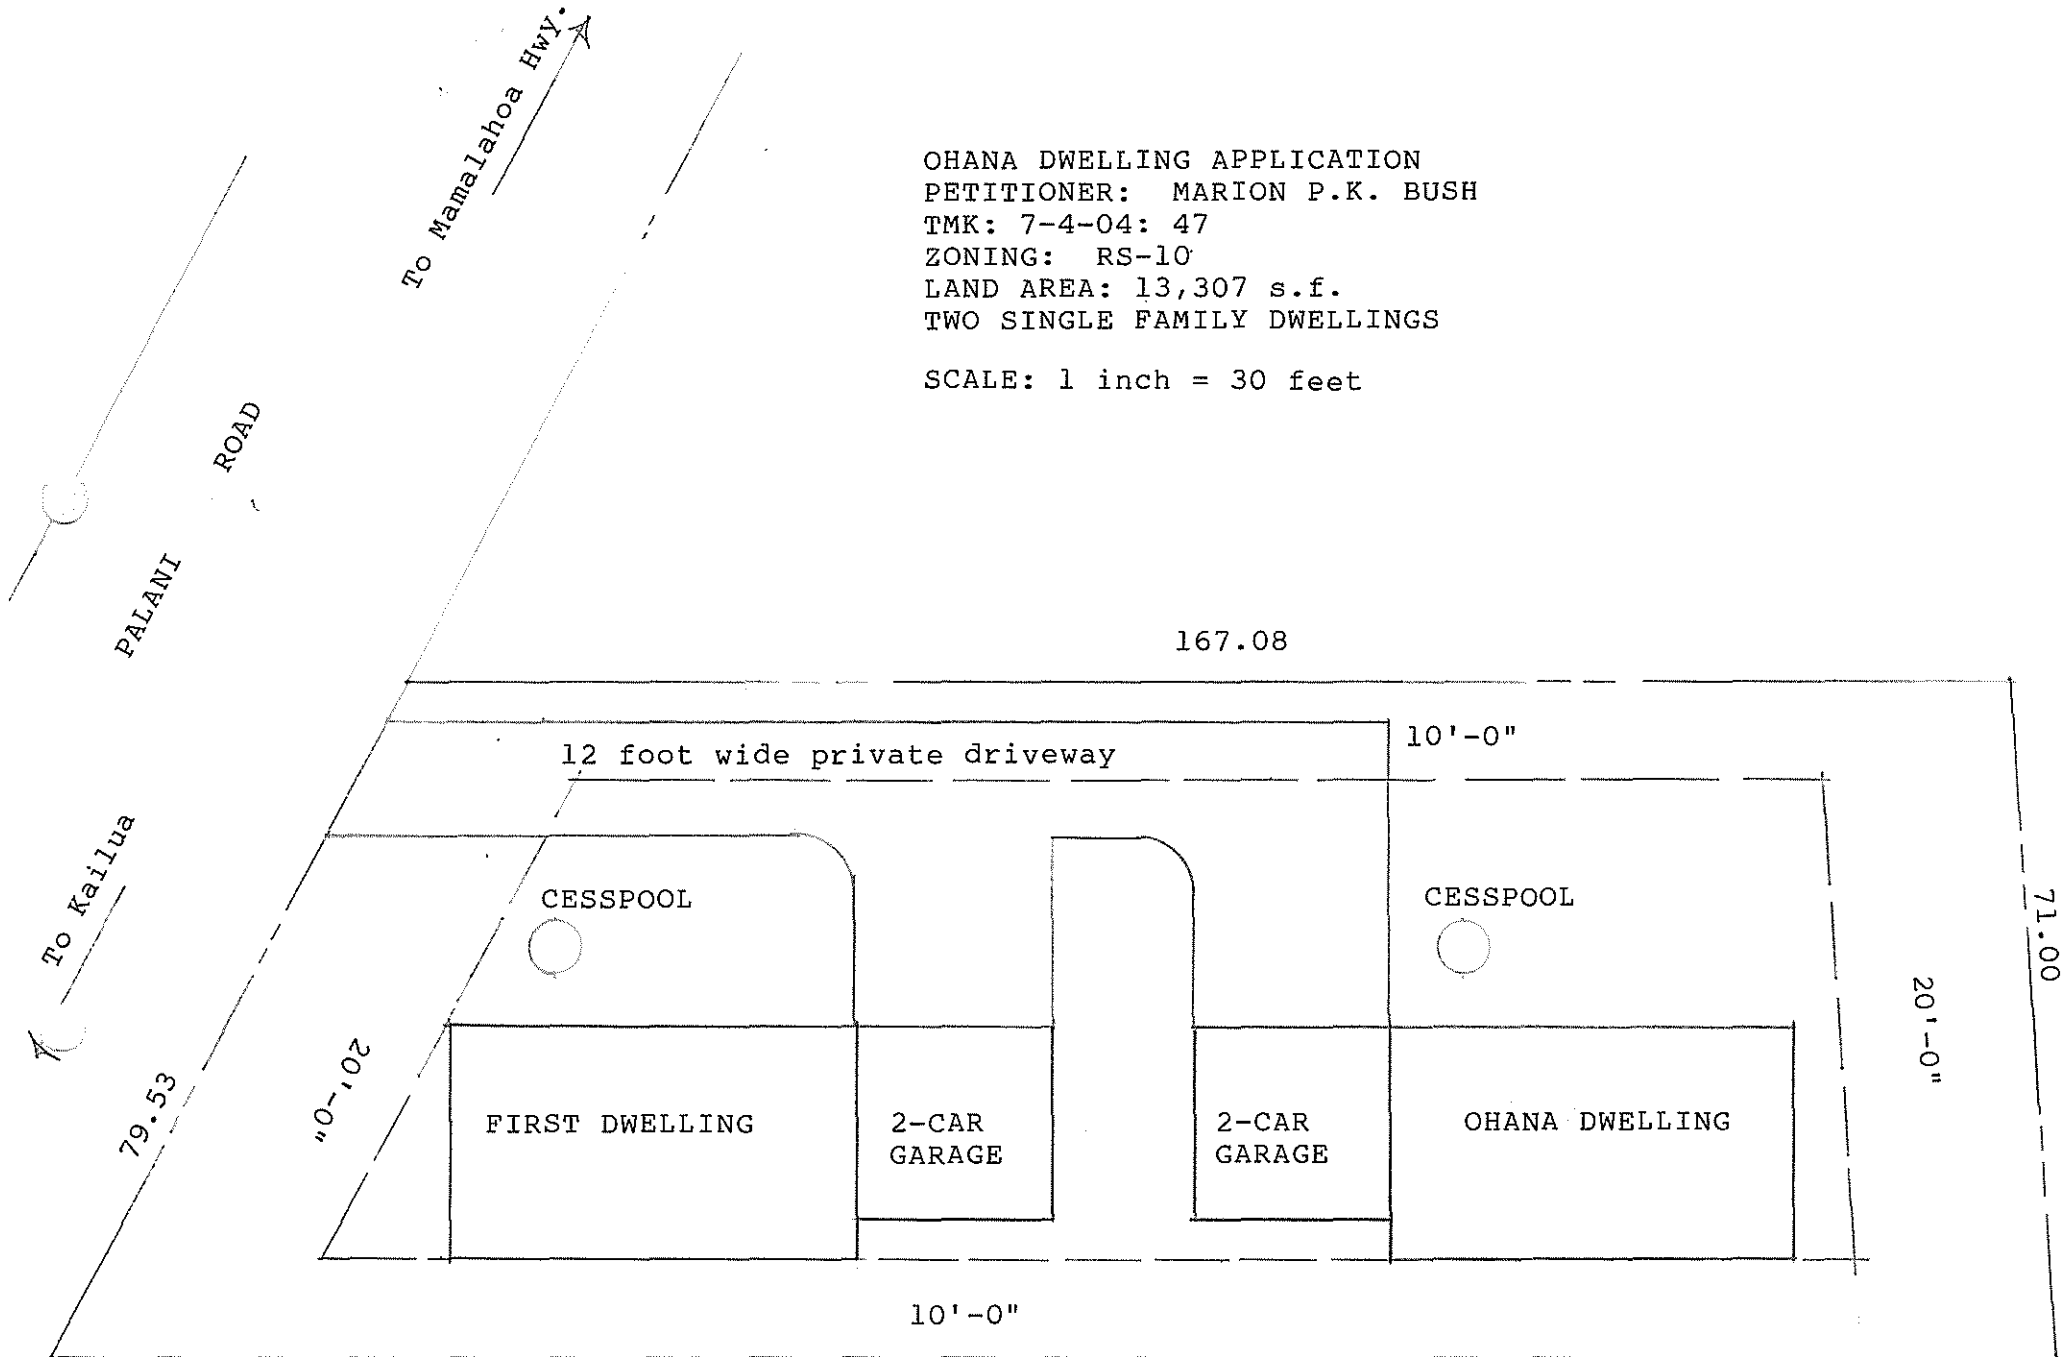 To Mamalahoa Hwy.
OHANA DWELLING APPLICATION
PETITIONER: MARION P.K. BUSH
TMK: 7-4-04: 47
ZONING: RS-10
LAND AREA: 13,307 s.f.
TWO SINGLE FAMILY DWELLINGS
SCALE: 1 inch = 30 feet
PALANI ROAD
167.08
10'-0"
12 foot wide private driveway
To Kailua
CESSPOOL
CESSPOOL
71.00
20'-0"
20'-0"
79.53
FIRST DWELLING
2-CAR
GARAGE
2-CAR
GARAGE
OHANA DWELLING
10'-0"